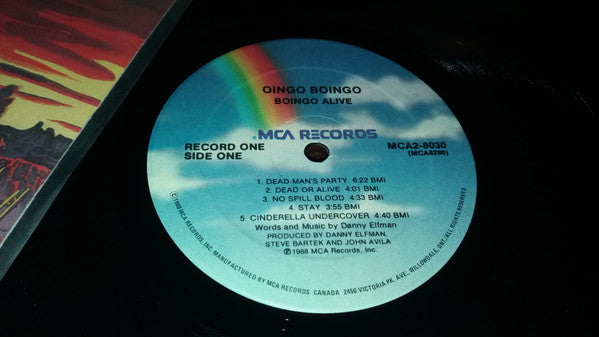 OINGO BOINGO
BOINGO ALIVE
MCA RECORDS
RECORD ONE
SIDE ONE
MCA2-8030
(MCA8290)
1. DEAD MAN'S PARTY 6:22 BMI
2. DEAD OR ALIVE 4:01 BMI
3. NO SPILL BLOOD 4:33 BMI
4. STAY 3:55 BMI
5. CINDERELLA UNDERCOVER 4:40 BMI
Words and Music by Danny Elfman
PRODUCED BY DANNY ELFMAN,
STEVE BARTEK AND JOHN AVILA
℗1988 MCA Records, Inc.
©1988 MCA RECORDS, INC. MANUFACTURED BY MCA RECORDS CANADA 2450 VICTORIA PK. AVE., WILLOWDALE, ONT./ALL RIGHTS RESERVED